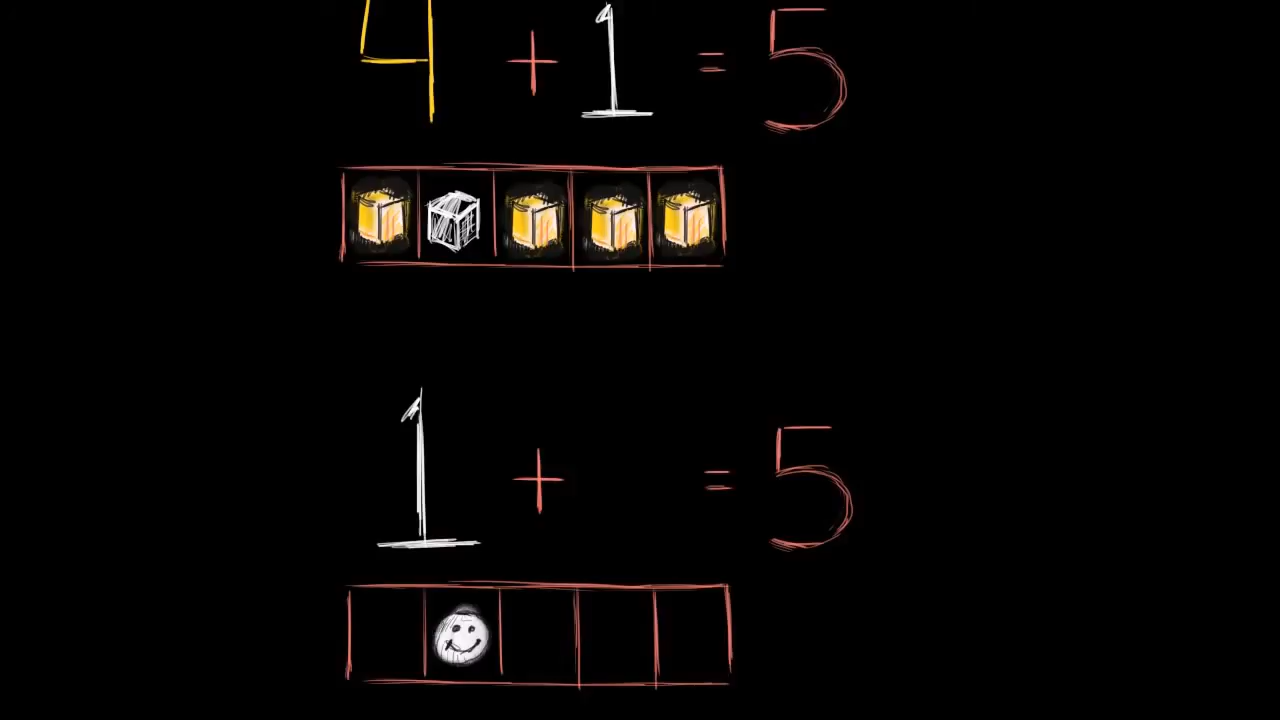 4 + 1 = 5
1 + = 5